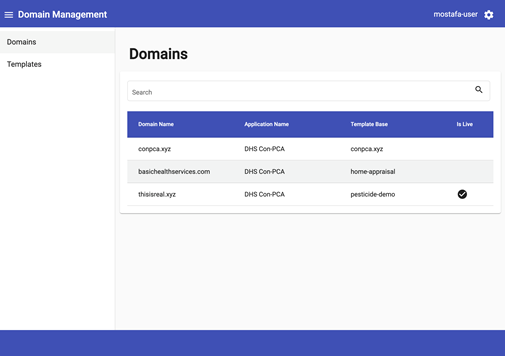 Domain Management
mostafa-user
Domains
Templates
Domains
Search
Domain Name Application Name Template Base Is Live
conpca.xyz DHS Con-PCA conpca.xyz
basichealthservices.com DHS Con-PCA home-appraisal
thisisreal.xyz DHS Con-PCA pesticide-demo